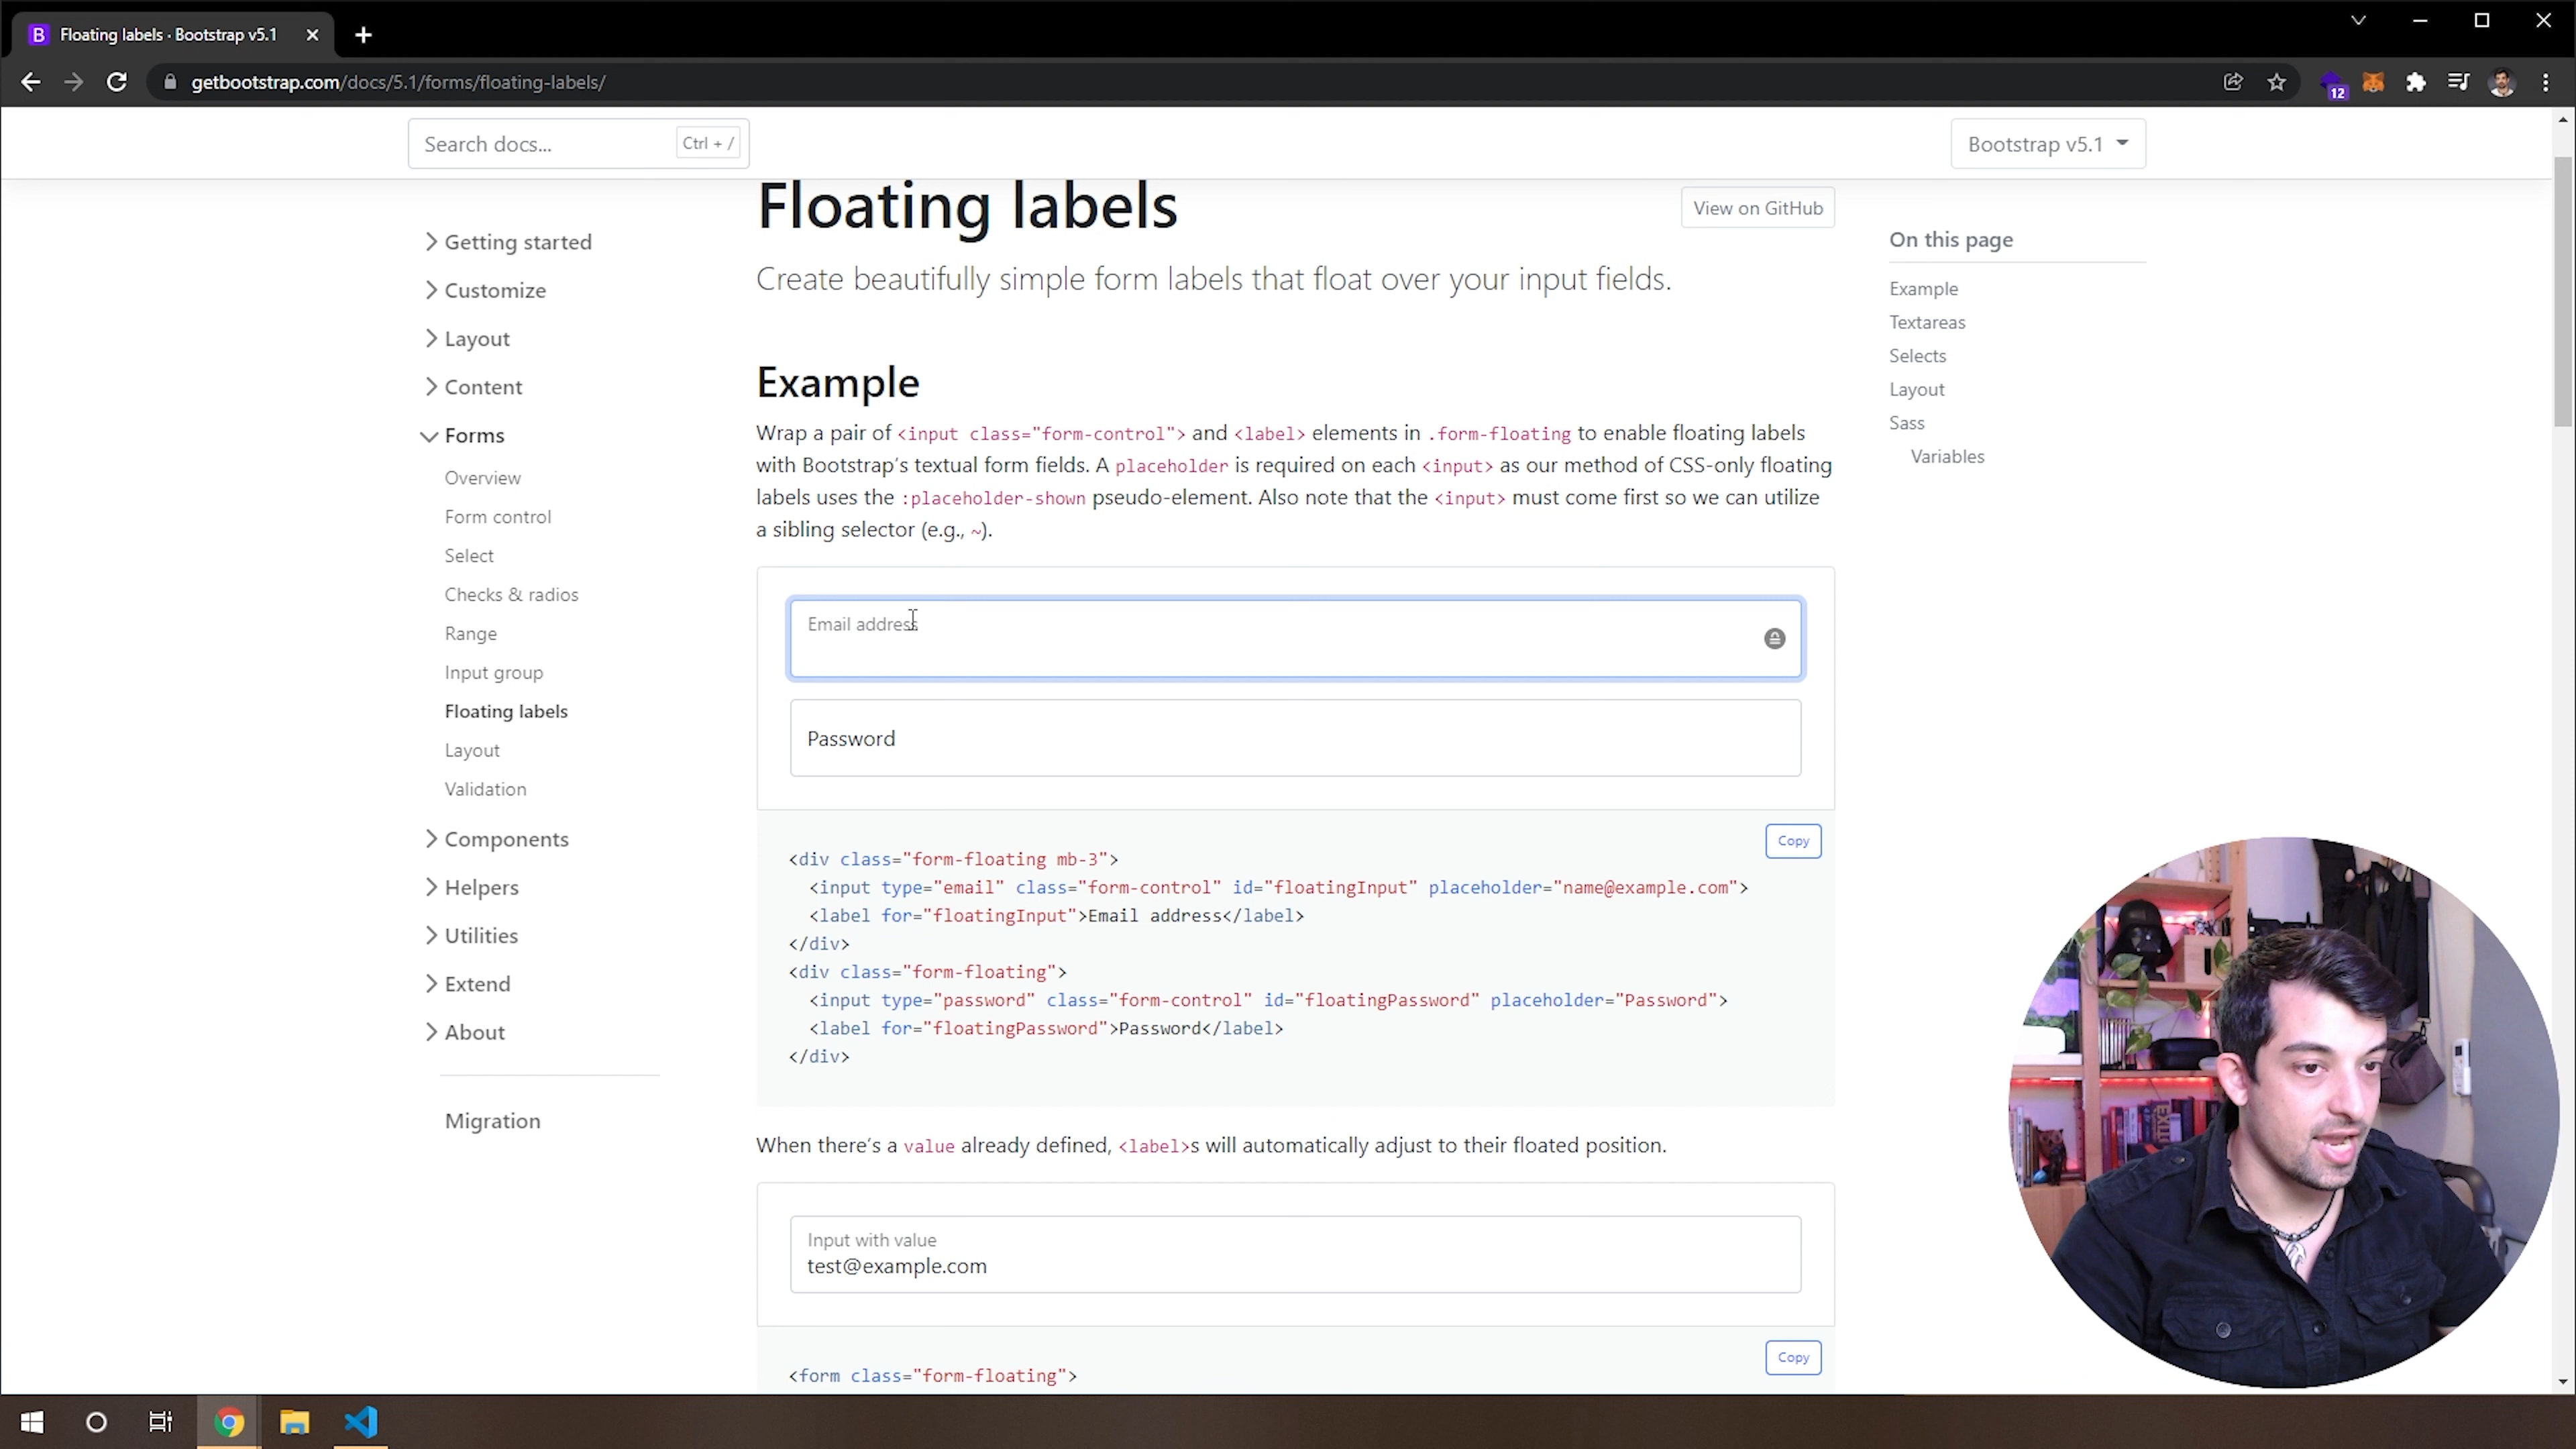 Floating labels · Bootstrap v5.1
getbootstrap.com/docs/5.1/forms/floating-labels/
12
Search docs...
Ctrl + /
Bootstrap v5.1
Getting started
Customize
Layout
Content
Forms
Overview
Form control
Select
Checks & radios
Range
Input group
Floating labels
Layout
Validation
Components
Helpers
Utilities
Extend
About
Migration
Floating labels
View on GitHub
Create beautifully simple form labels that float over your input fields.
Example
Wrap a pair of <input class="form-control"> and <label> elements in .form-floating to enable floating labels
with Bootstrap's textual form fields. A placeholder is required on each <input> as our method of CSS-only floating
labels uses the :placeholder-shown pseudo-element. Also note that the <input> must come first so we can utilize
a sibling selector (e.g., ~).
Email address
Password
Copy
<div class="form-floating mb-3">
<input type="email" class="form-control" id="floatingInput" placeholder="name@example.com">
<label for="floatingInput">Email address</label>
</div>
<div class="form-floating">
<input type="password" class="form-control" id="floatingPassword" placeholder="Password">
<label for="floatingPassword">Password</label>
</div>
When there's a value already defined, <label>s will automatically adjust to their floated position.
Input with value
test@example.com
Copy
<form class="form-floating">
On this page
Example
Textareas
Selects
Layout
Sass
Variables